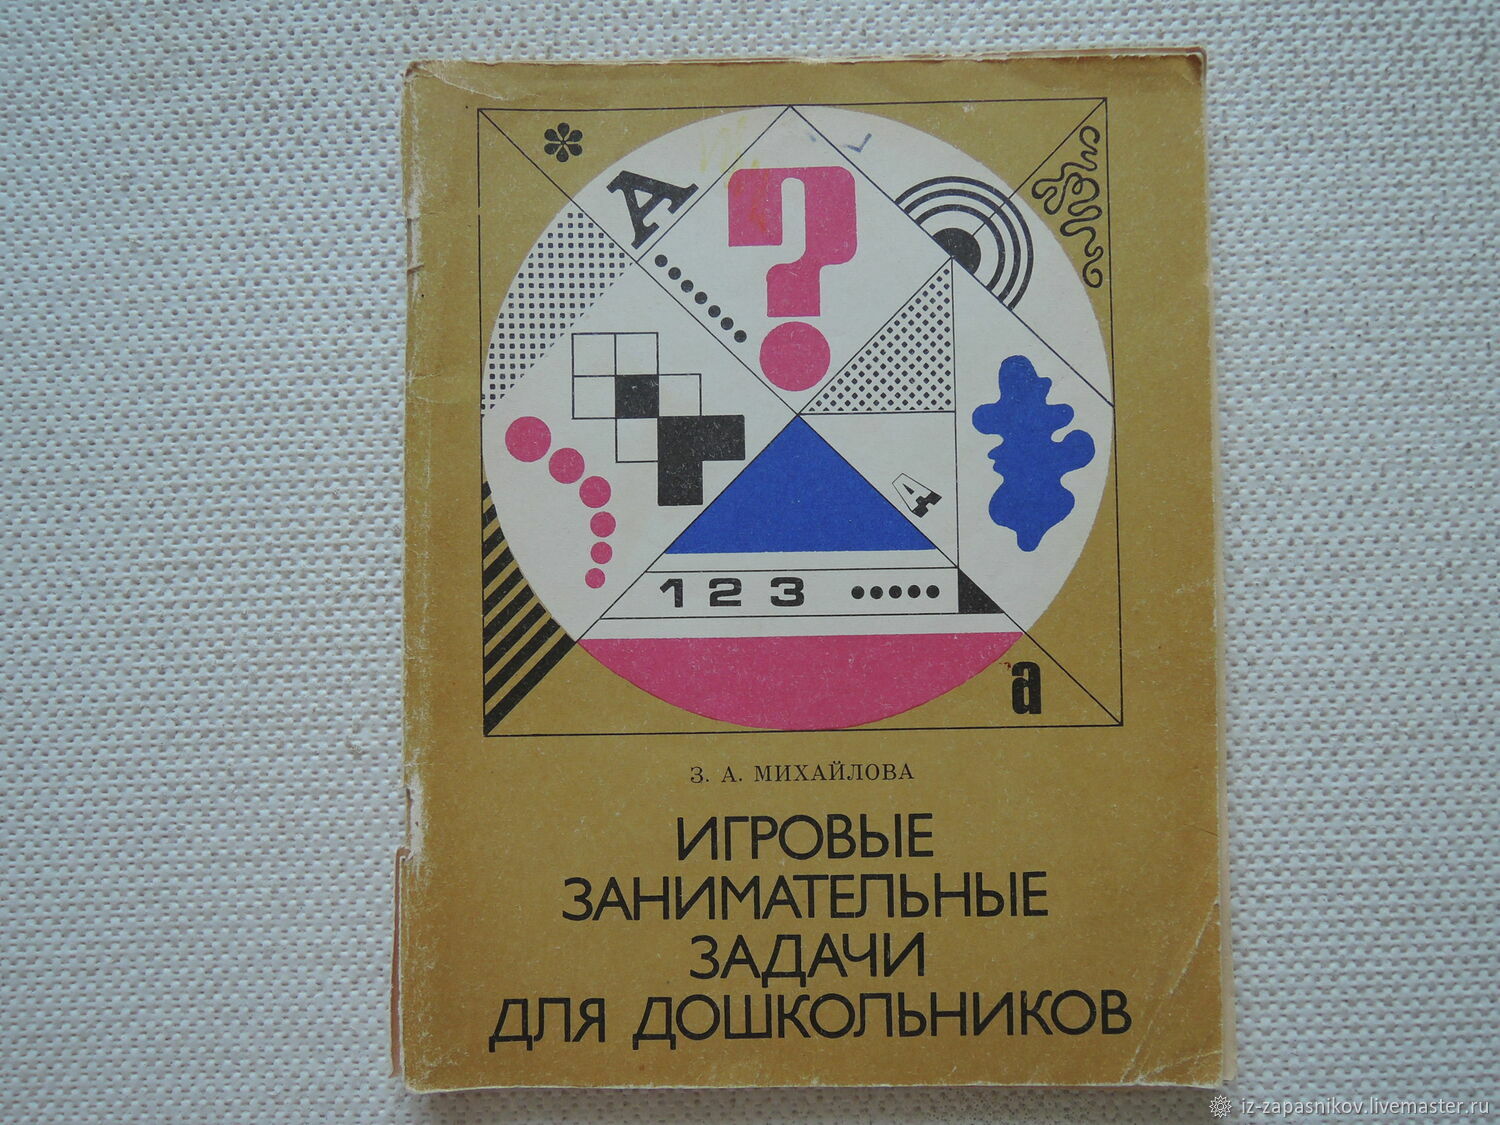 А
4
1 2 3
а
З. А. МИХАЙЛОВА
ИГРОВЫЕ
ЗАНИМАТЕЛЬНЫЕ
ЗАДАЧИ
ДЛЯ ДОШКОЛЬНИКОВ
iz-zapasnikov.livemaster.ru